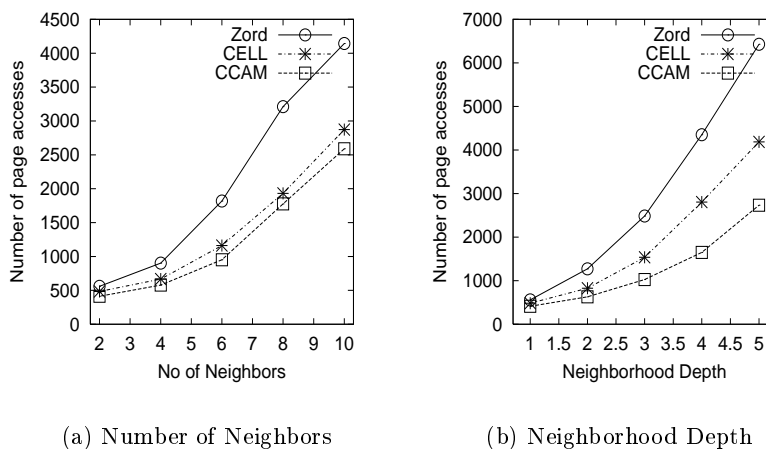 4500
4000
3500
3000
2500
2000
1500
1000
500
0
Number of page accesses
Zord
CELL
CCAM
2 3 4 5 6 7 8 9 10
No of Neighbors
(a) Number of Neighbors
7000
6000
5000
4000
3000
2000
1000
0
Number of page accesses
Zord
CELL
CCAM
1 1.5 2 2.5 3 3.5 4 4.5 5
Neighborhood Depth
(b) Neighborhood Depth